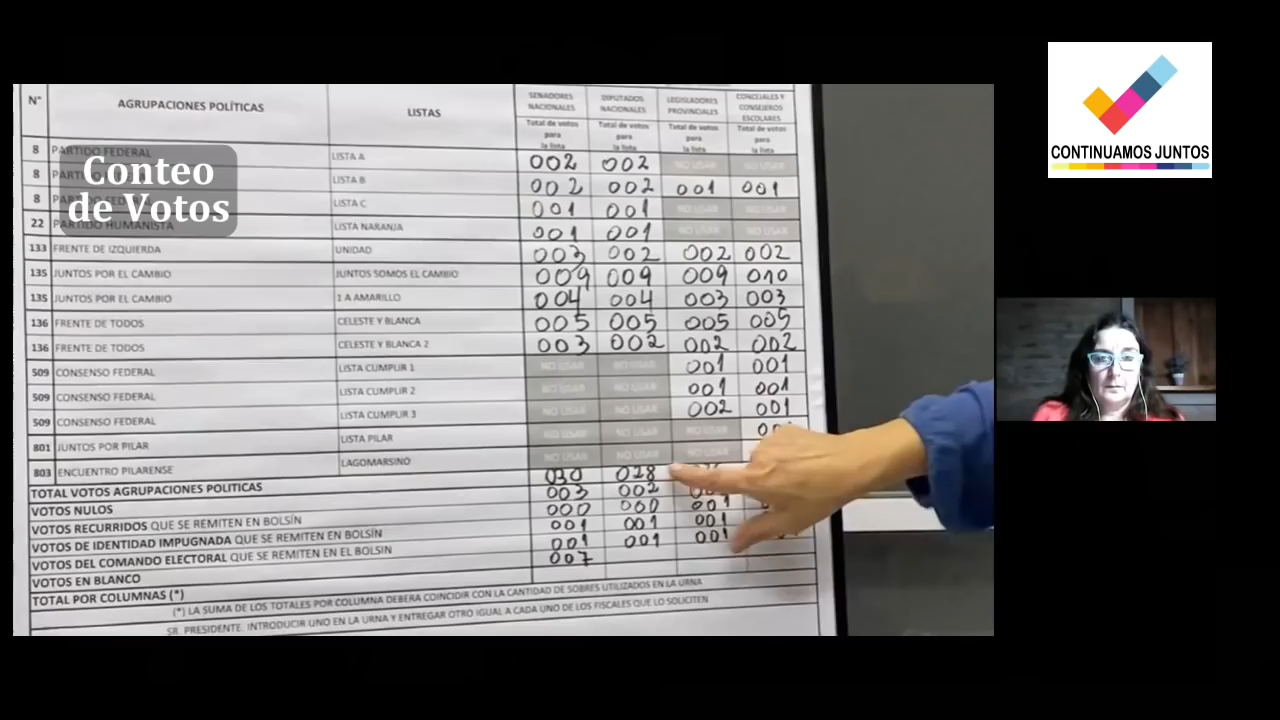 N° AGRUPACIONES POLÍTICAS LISTAS SENADORES NACIONALES DIPUTADOS NACIONALES LEGISLADORES PROVINCIALES CONCEJALES Y CONSEJEROS ESCOLARES
Total de votos para la lista Total de votos para la lista Total de votos para la lista Total de votos para la lista
8 PARTIDO FEDERAL LISTA A 002 002 NO USAR NO USAR
8 LISTA B 002 002 001 001
8 LISTA C 001 001 NO USAR NO USAR
22 PARTIDO HUMANISTA LISTA NARANJA 001 001 NO USAR NO USAR
133 FRENTE DE IZQUIERDA UNIDAD 003 002 002 002
135 JUNTOS POR EL CAMBIO JUNTOS SOMOS EL CAMBIO 009 009 009 010
135 JUNTOS POR EL CAMBIO 1 A AMARILLO 004 004 003 003
136 FRENTE DE TODOS CELESTE Y BLANCA 005 005 005 005
136 FRENTE DE TODOS CELESTE Y BLANCA 2 003 002 002 002
509 CONSENSO FEDERAL LISTA CUMPLIR 1 NO USAR NO USAR 001 001
509 CONSENSO FEDERAL LISTA CUMPLIR 2 NO USAR NO USAR 001 001
509 CONSENSO FEDERAL LISTA CUMPLIR 3 NO USAR NO USAR 002 001
801 JUNTOS POR PILAR LISTA PILAR NO USAR NO USAR NO USAR
803 ENCUENTRO PILARENSE LAGOMARSINO NO USAR NO USAR NO USAR
TOTAL VOTOS AGRUPACIONES POLITICAS 030 028
VOTOS NULOS 003 002
VOTOS RECURRIDOS QUE SE REMITEN EN BOLSÍN 000 000 001
VOTOS DE IDENTIDAD IMPUGNADA QUE SE REMITEN EN BOLSÍN 001 001 001
VOTOS DEL COMANDO ELECTORAL QUE SE REMITEN EN EL BOLSIN 001 001 001
VOTOS EN BLANCO 007
TOTAL POR COLUMNAS (*)
(*) LA SUMA DE LOS TOTALES POR COLUMNA DEBERA COINCIDIR CON LA CANTIDAD DE SOBRES UTILIZADOS EN LA URNA
SR. PRESIDENTE: INTRODUCIR UNO EN LA URNA Y ENTREGAR OTRO IGUAL A CADA UNO DE LOS FISCALES QUE LO SOLICITEN
Conteo
de Votos
CONTINUAMOS JUNTOS